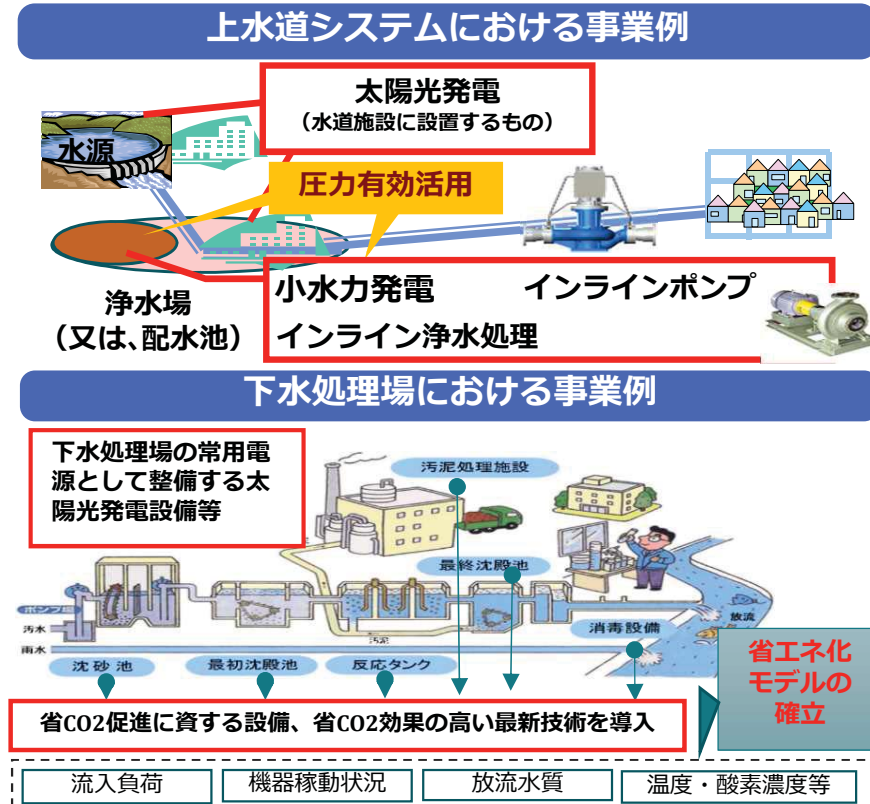 上水道システムにおける事業例
太陽光発電
（水道施設に設置するもの）
水源
圧力有効活用
浄水場
（又は、配水池）
小水力発電
インラインポンプ
インライン浄水処理
下水処理場における事業例
下水処理場の常用電
源として整備する太
陽光発電設備等
汚泥処理施設
最終沈殿池
ポンプ場
汚水
雨水
汚泥
消毒設備
放流
沈砂池
最初沈殿池
反応タンク
省エネ化
モデルの
確立
省CO2促進に資する設備、省CO2効果の高い最新技術を導入
流入負荷
機器稼動状況
放流水質
温度・酸素濃度等